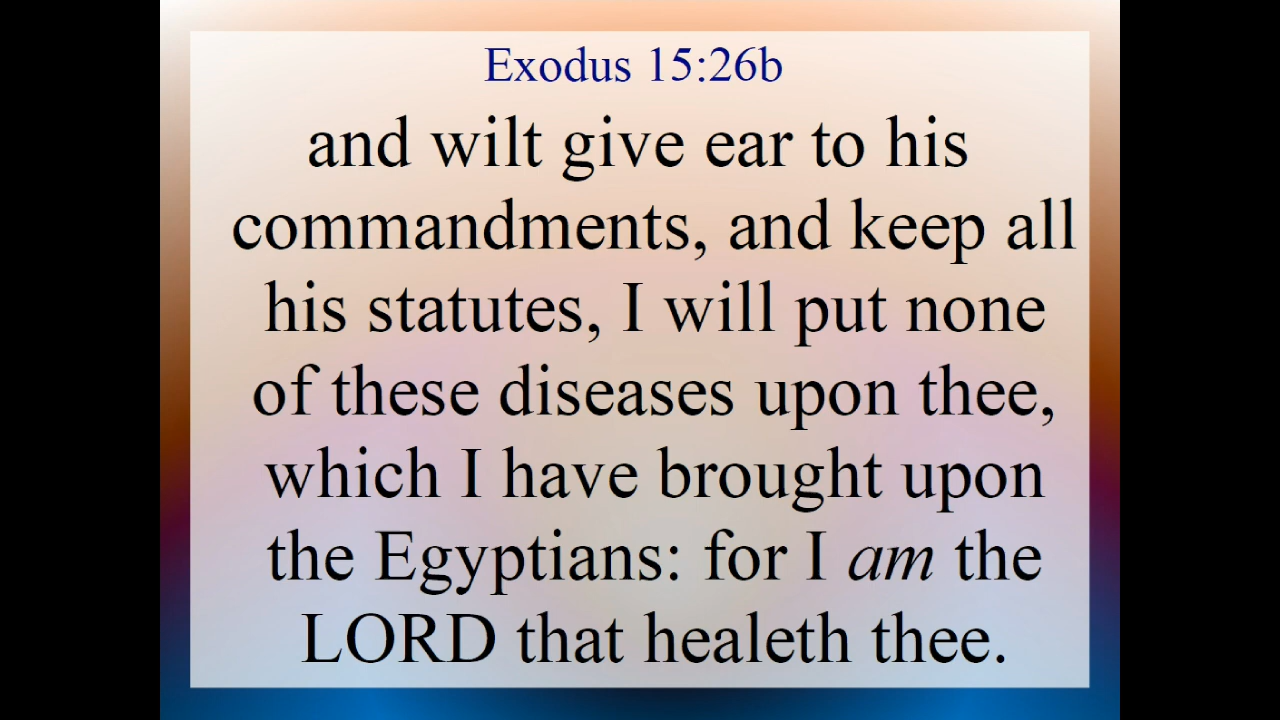 Exodus 15:26b
and wilt give ear to his
commandments, and keep all
his statutes, I will put none
of these diseases upon thee,
which I have brought upon
the Egyptians: for I am the
LORD that healeth thee.